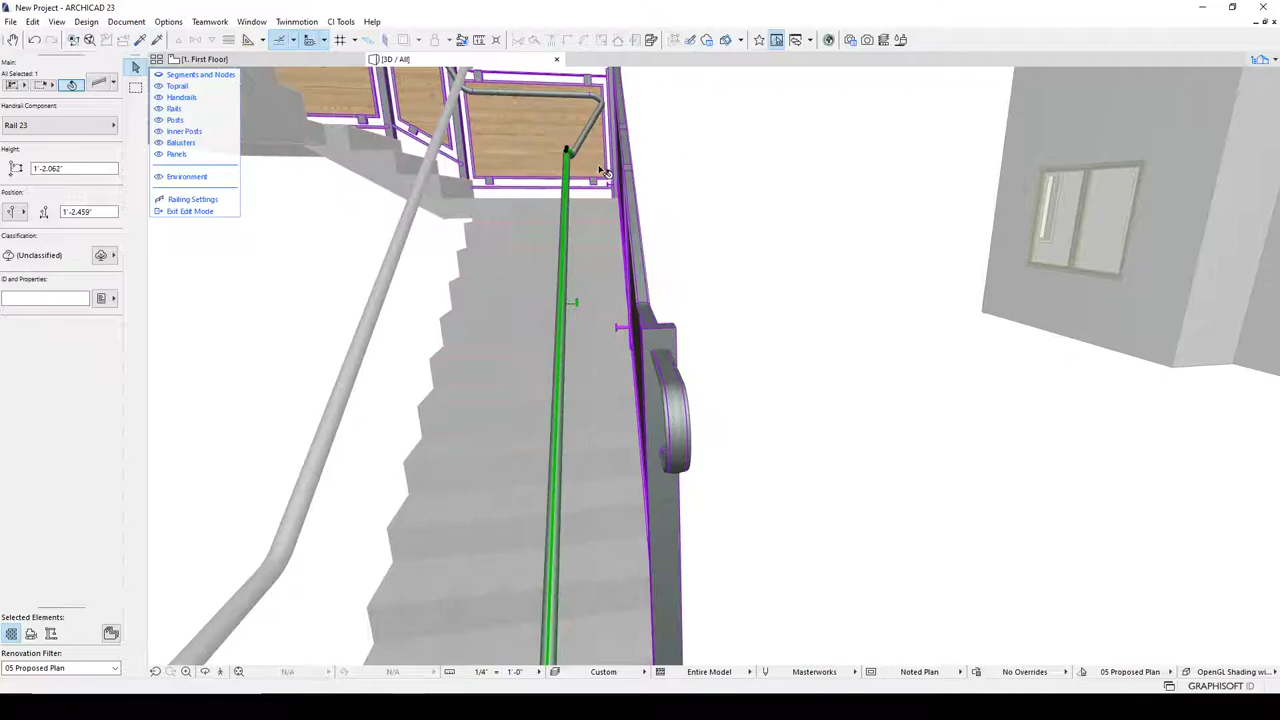 New Project - ARCHICAD 23
File Edit View Design Document Options Teamwork Window Twinmotion CI Tools Help
Main:
All Selected: 1
[1. First Floor]
[3D / All]
Handrail Component:
Rail 23
Height:
1'-2.062"
Position:
1'-2.459"
Classification:
(Unclassified)
ID and Properties:
Segments and Nodes
Toprail
Handrails
Rails
Posts
Inner Posts
Balusters
Panels
Environment
Railing Settings
Exit Edit Mode
Selected Elements:
Renovation Filter:
05 Proposed Plan
N/A
N/A
1/4" = 1'-0"
Custom
Entire Model
Masterworks
Noted Plan
No Overrides
05 Proposed Plan
OpenGL Shading wi...
GRAPHISOFT ID